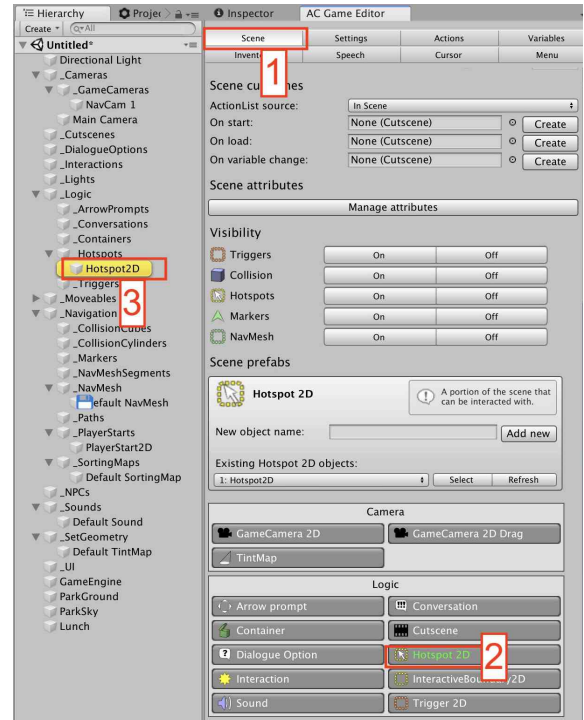 Hierarchy
Projec
Create
All
Untitled*
Directional Light
_Cameras
_GameCameras
NavCam 1
Main Camera
_Cutscenes
_DialogueOptions
_Interactions
_Lights
_Logic
_ArrowPrompts
_Conversations
_Containers
_Hotspots
Hotspot2D
_Triggers
3
_Moveables
_Navigation
_CollisionCubes
_CollisionCylinders
_Markers
_NavMeshSegments
_NavMesh
efault NavMesh
_Paths
_PlayerStarts
PlayerStart2D
_SortingMaps
Default SortingMap
_NPCs
_Sounds
Default Sound
_SetGeometry
Default TintMap
_UI
GameEngine
ParkGround
ParkSky
Lunch
Inspector AC Game Editor
Scene Settings Actions Variables
Invent Speech Cursor Menu
1
Scene cu nes
ActionList source: In Scene
On start: None (Cutscene) Create
On load: None (Cutscene) Create
On variable change: None (Cutscene) Create
Scene attributes
Manage attributes
Visibility
Triggers On Off
Collision On Off
Hotspots On Off
Markers On Off
NavMesh On Off
Scene prefabs
Hotspot 2D
A portion of the scene that
can be interacted with.
New object name: Add new
Existing Hotspot 2D objects:
1: Hotspot2D Select Refresh
Camera
GameCamera 2D GameCamera 2D Drag
TintMap
Logic
Arrow prompt Conversation
Container Cutscene
Dialogue Option Hotspot 2D
2
Interaction InteractiveBoundary2D
Sound Trigger 2D